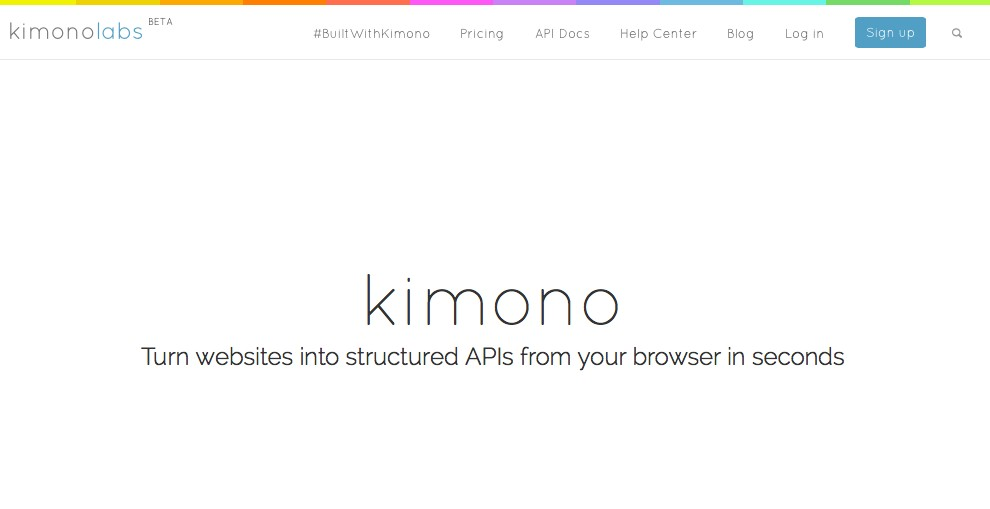 kimonolabs BETA #BuiltWithKimono Pricing API Docs Help Center Blog Log in Sign up
kimono
Turn websites into structured APIs from your browser in seconds